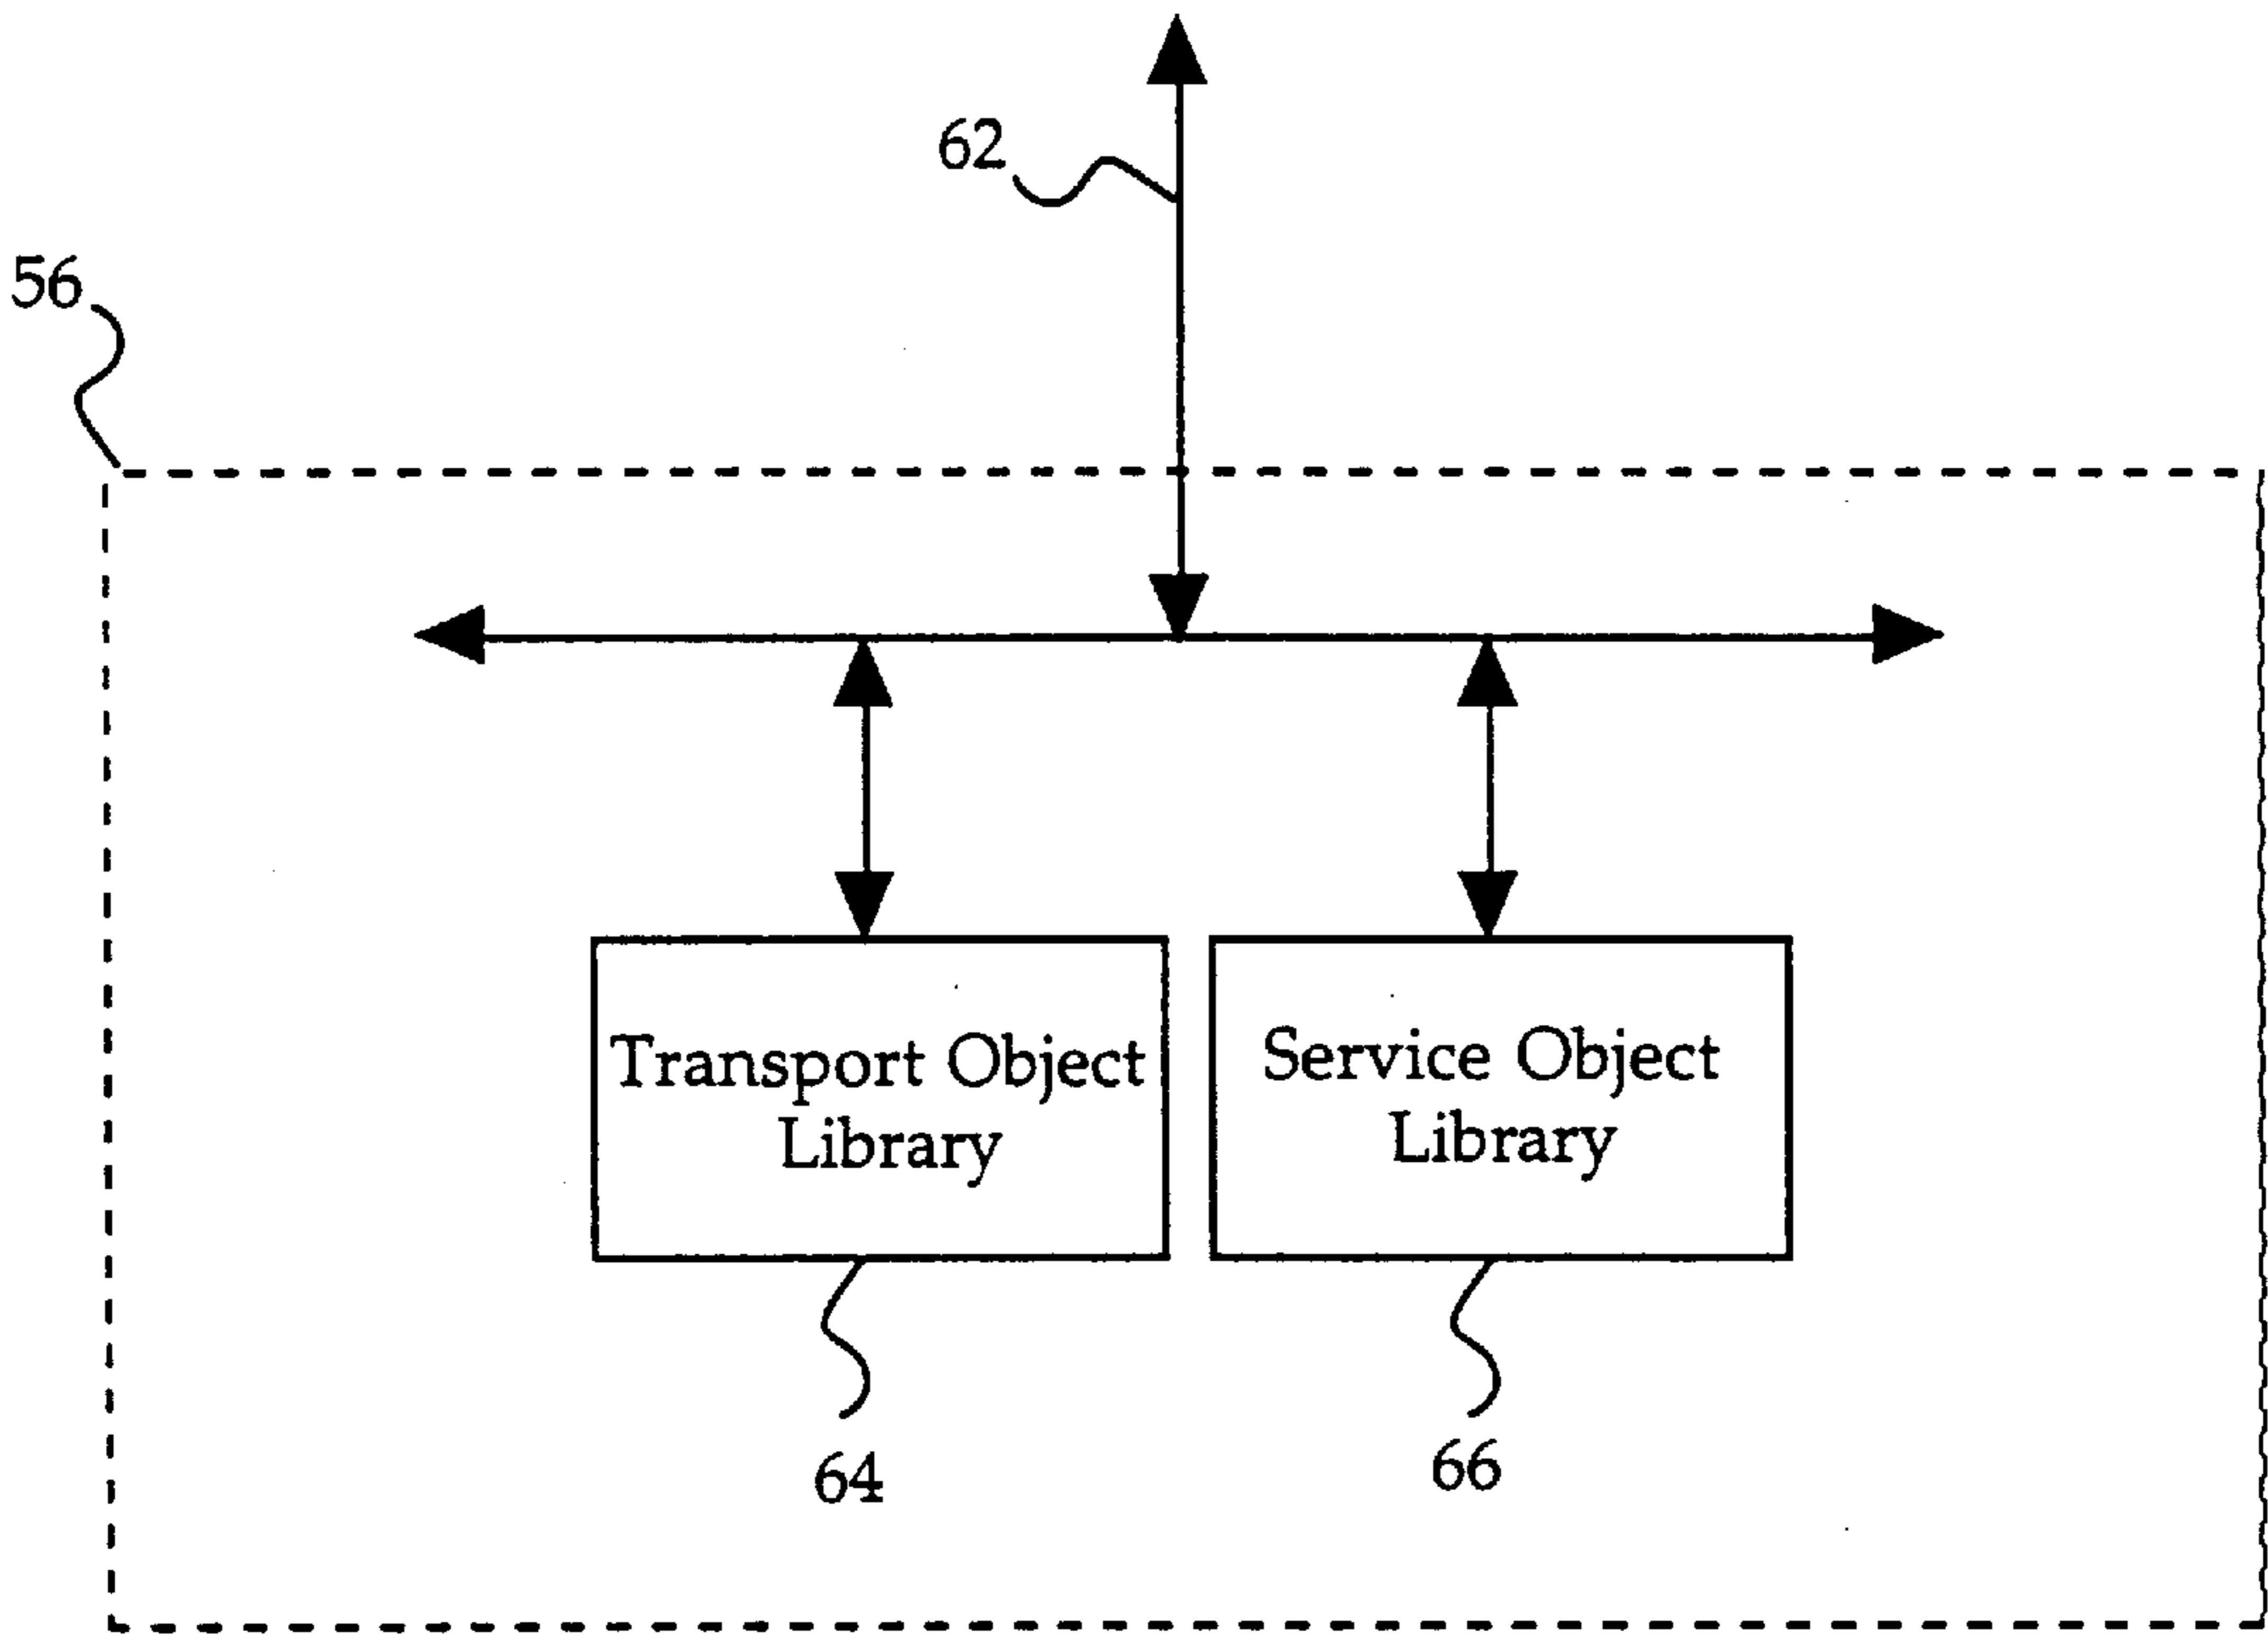 62
56
Transport Object
Library
Service Object
Library
64
66